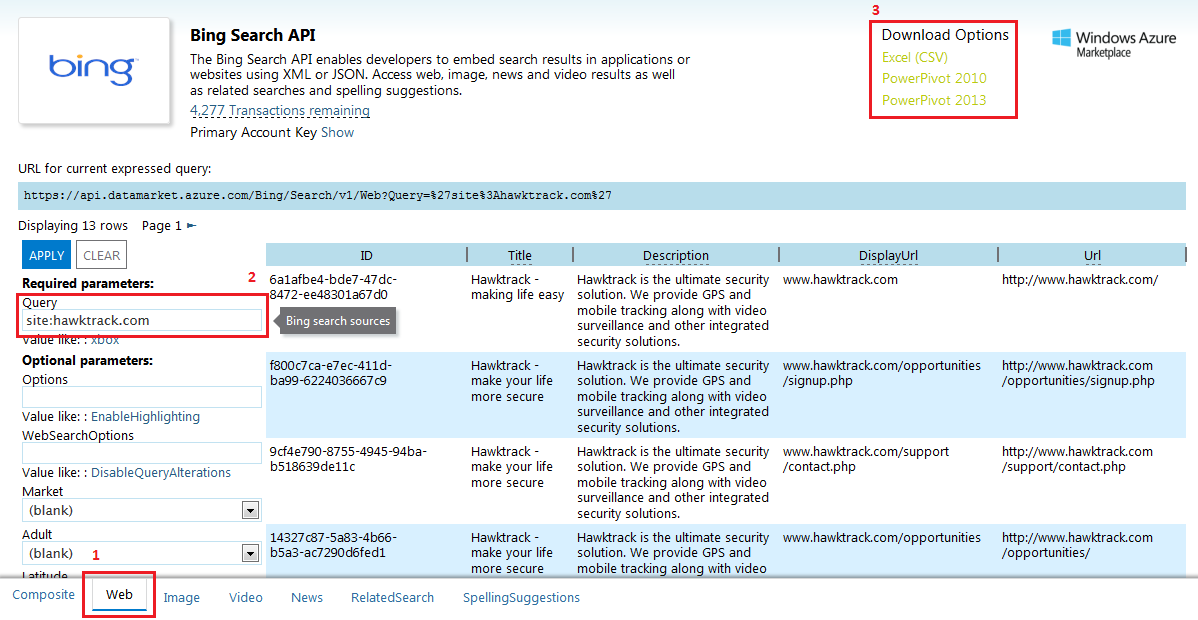 3
bing
Bing Search API
The Bing Search API enables developers to embed search results in applications or
websites using XML or JSON. Access web, image, news and video results as well
as related searches and spelling suggestions.
4,277 Transactions remaining
Primary Account Key Show
Download Options
Excel (CSV)
PowerPivot 2010
PowerPivot 2013
Windows Azure
Marketplace
URL for current expressed query:
https://api.datamarket.azure.com/Bing/Search/v1/Web?Query=%27site%3Ahawktrack.com%27
Displaying 13 rows Page 1
APPLY CLEAR
2
Required parameters:
Query
site:hawktrack.com
Bing search sources
Value like: : xbox
Optional parameters:
Options
Value like: : EnableHighlighting
WebSearchOptions
Value like: : DisableQueryAlterations
Market
(blank)
Adult
(blank)
1
Latitude
ID Title Description DisplayUrl Url
6a1afbe4-bde7-47dc-
8472-ee48301a67d0
Hawktrack -
making life easy
Hawktrack is the ultimate security
solution. We provide GPS and
mobile tracking along with video
surveillance and other integrated
security solutions.
www.hawktrack.com
http://www.hawktrack.com/
f800c7ca-e7ec-411d-
ba99-6224036667c9
Hawktrack -
make your life
more secure
Hawktrack is the ultimate security
solution. We provide GPS and
mobile tracking along with video
surveillance and other integrated
security solutions.
www.hawktrack.com/opportunities
/signup.php
http://www.hawktrack.com
/opportunities/signup.php
9cf4e790-8755-4945-94ba-
b518639de11c
Hawktrack -
make your life
more secure
Hawktrack is the ultimate security
solution. We provide GPS and
mobile tracking along with video
surveillance and other integrated
security solutions.
www.hawktrack.com/support
/contact.php
http://www.hawktrack.com
/support/contact.php
14327c87-5a83-4b66-
b5a3-ac7290d6fed1
Hawktrack -
make your life
more secure
Hawktrack is the ultimate security
solution. We provide GPS and
mobile tracking along with video
www.hawktrack.com/opportunities
http://www.hawktrack.com
/opportunities/
Composite Web Image Video News RelatedSearch SpellingSuggestions